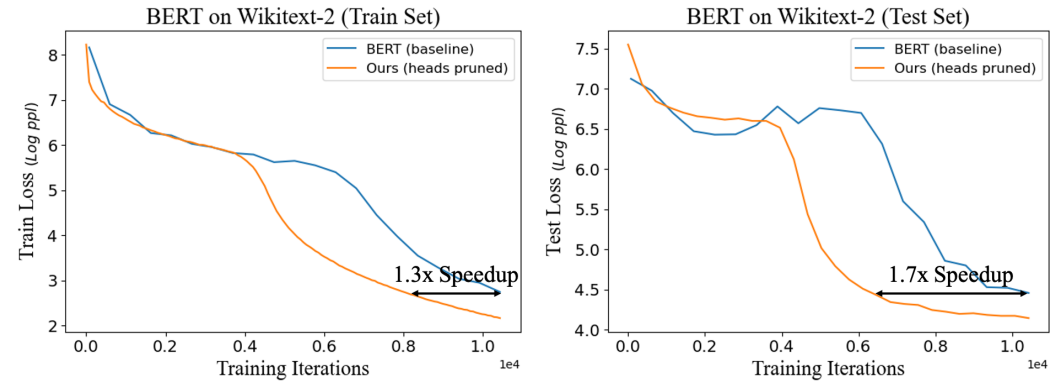 BERT on Wikitext-2 (Train Set)
Train Loss (Log ppl)
8
7
6
5
4
3
2
BERT (baseline)
Ours (heads pruned)
1.3x Speedup
0.0 0.2 0.4 0.6 0.8 1.0
1e4
Training Iterations
BERT on Wikitext-2 (Test Set)
Test Loss (Log ppl)
7.5
7.0
6.5
6.0
5.5
5.0
4.5
4.0
BERT (baseline)
Ours (heads pruned)
1.7x Speedup
0.0 0.2 0.4 0.6 0.8 1.0
1e4
Training Iterations